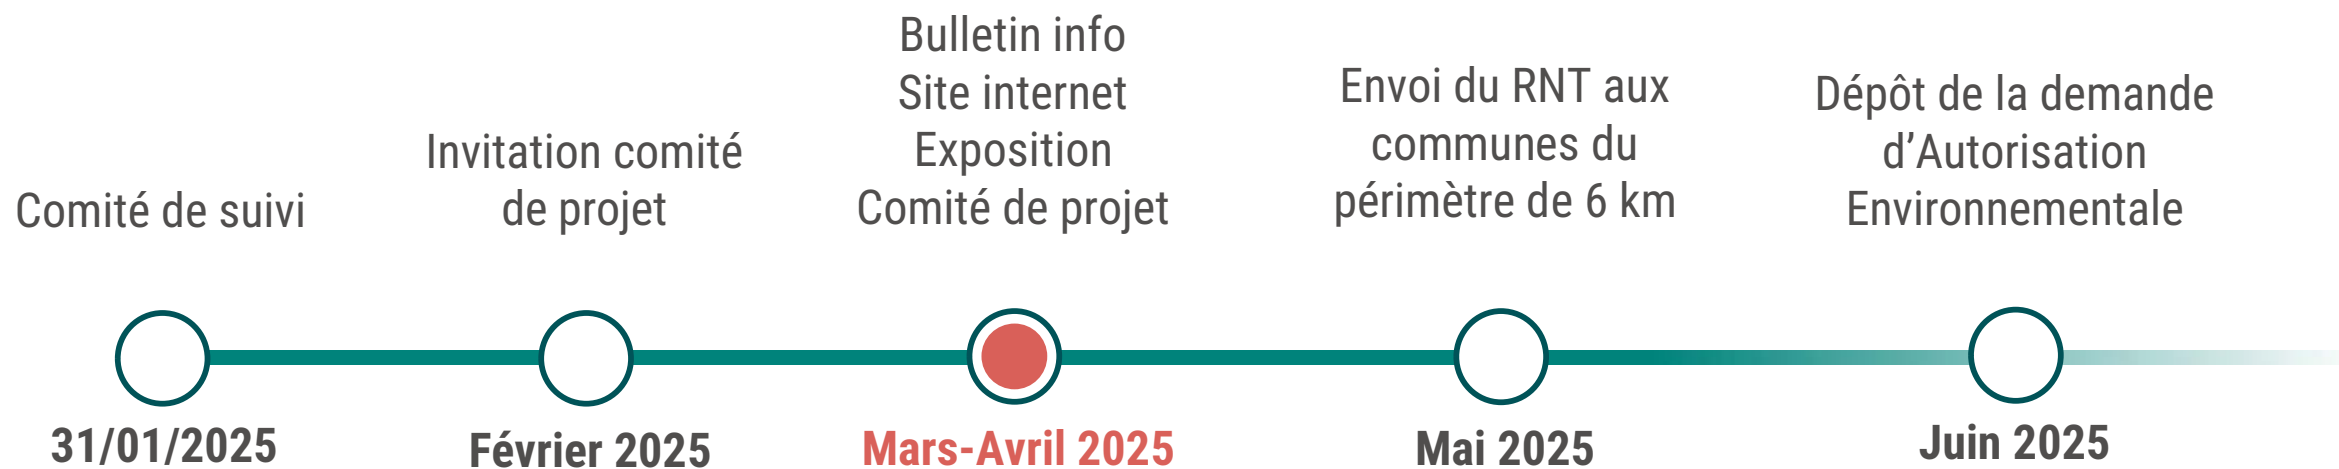 Comité de suivi
31/01/2025
Invitation comité
de projet
Février 2025
Bulletin info
Site internet
Exposition
Comité de projet
Mars-Avril 2025
Envoi du RNT aux
communes du
périmètre de 6 km
Mai 2025
Dépôt de la demande
d’Autorisation
Environnementale
Juin 2025